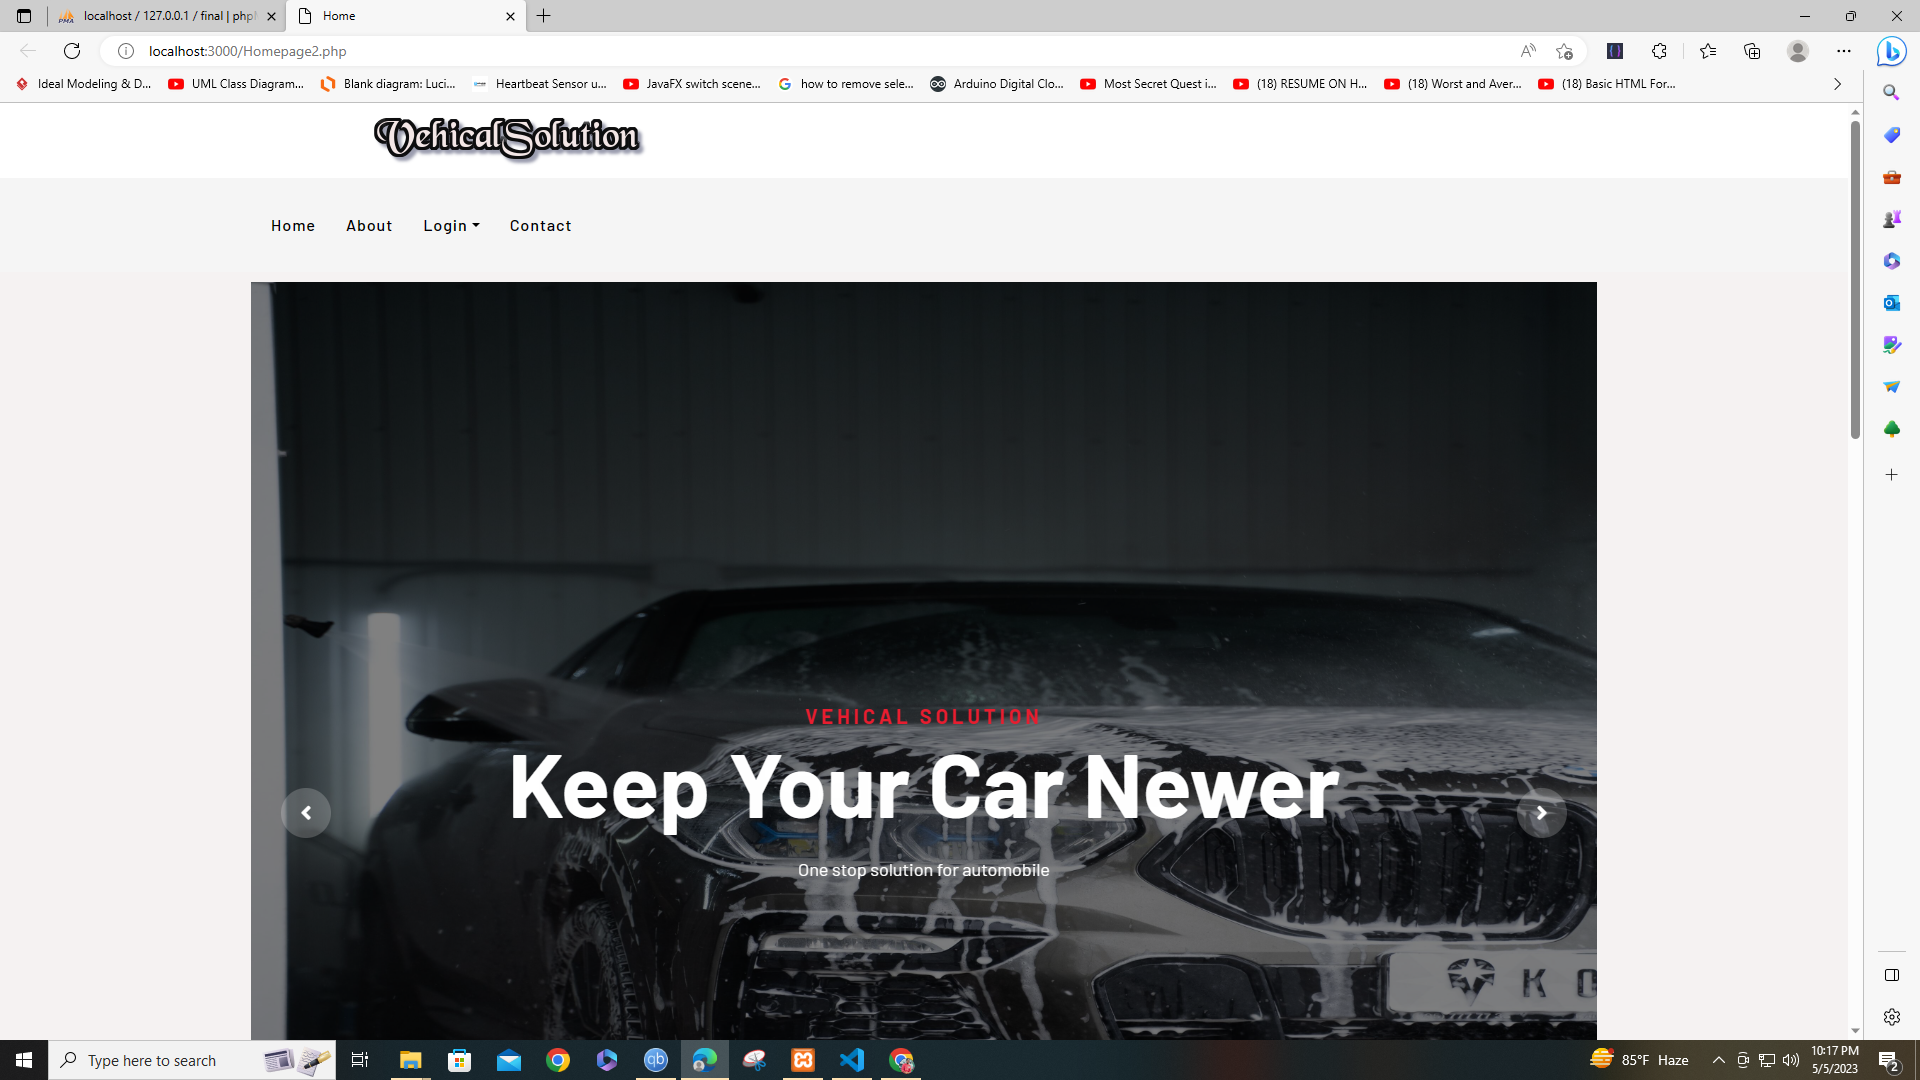 localhost / 127.0.0.1 / final | php
Home
localhost:3000/Homepage2.php
Ideal Modeling & D...
UML Class Diagram...
Blank diagram: Luci...
Heartbeat Sensor u...
JavaFX switch scene...
how to remove sele...
Arduino Digital Clo...
Most Secret Quest i...
(18) RESUME ON H...
(18) Worst and Aver...
(18) Basic HTML For...
VehicalSolution
Home
About
Login
Contact
VEHICAL SOLUTION
Keep Your Car Newer
One stop solution for automobile
Type here to search
85°F Haze
10:17 PM
5/5/2023
2